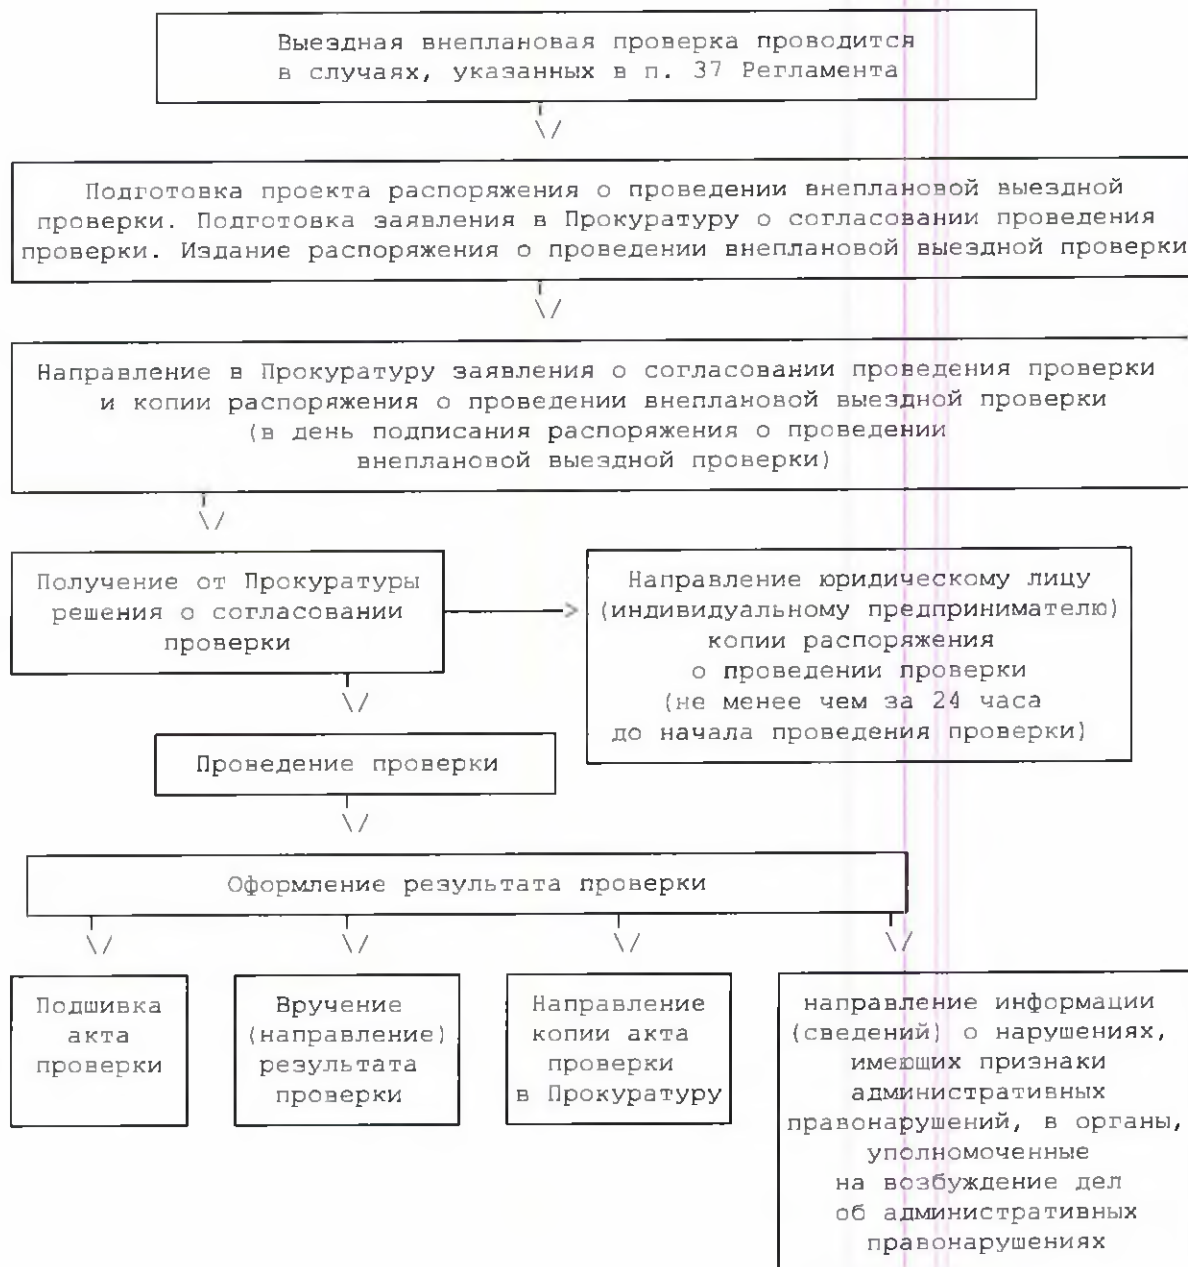 Выездная внеплановая проверка проводится
в случаях, указанных в п. 37 Регламента
\/
Подготовка проекта распоряжения о проведении внеплановой выездной
проверки. Подготовка заявления в Прокуратуру о согласовании проведения
проверки. Издание распоряжения о проведении внеплановой выездной проверки
\/
Направление в Прокуратуру заявления о согласовании проведения проверки
и копии распоряжения о проведении внеплановой выездной проверки
(в день подписания распоряжения о проведении
внеплановой выездной проверки)
\/
Получение от Прокуратуры
решения о согласовании
проверки
>
Направление юридическому лицу
(индивидуальному предпринимателю)
копии распоряжения
о проведении проверки
(не менее чем за 24 часа
до начала проведения проверки)
\/
Проведение проверки
\/
Оформление результата проверки
\/ \/ \/ \/
Подшивка
акта
проверки
Вручение
(направление)
результата
проверки
Направление
копии акта
проверки
в Прокуратуру
направление информации
(сведений) о нарушениях,
имеющих признаки
административных
правонарушений, в органы,
уполномоченные
на возбуждение дел
об административных
правонарушениях